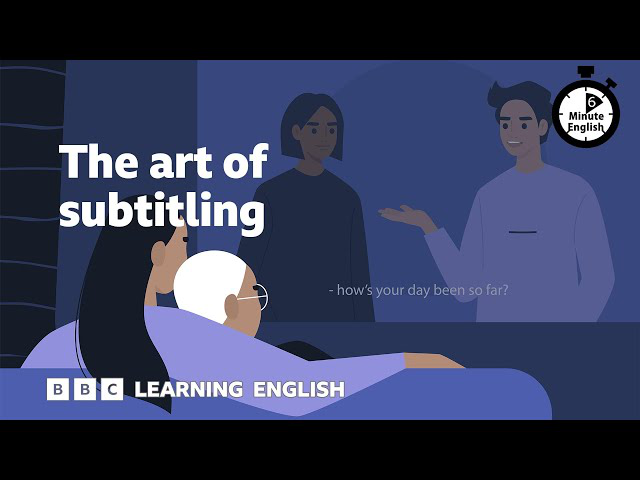 6
Minute
English
The art of
subtitling
- how's your day been so far?
BBC LEARNING ENGLISH